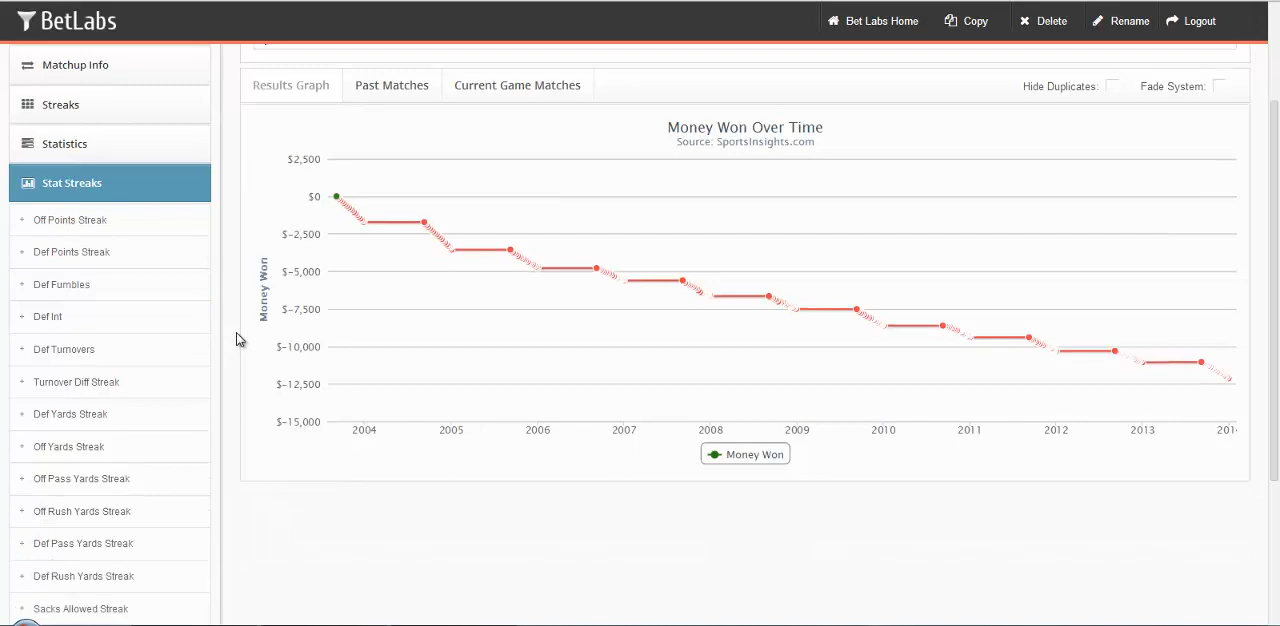 BetLabs
Bet Labs Home
Copy
Delete
Rename
Logout
Matchup Info
Streaks
Statistics
Stat Streaks
Off Points Streak
Def Points Streak
Def Fumbles
Def Int
Def Turnovers
Turnover Diff Streak
Def Yards Streak
Off Yards Streak
Off Pass Yards Streak
Off Rush Yards Streak
Def Pass Yards Streak
Def Rush Yards Streak
Sacks Allowed Streak
Results Graph
Past Matches
Current Game Matches
Hide Duplicates:
Fade System:
Money Won Over Time
Source: SportsInsights.com
Money Won
$2,500
$0
$-2,500
$-5,000
$-7,500
$-10,000
$-12,500
$-15,000
2004 2005 2006 2007 2008 2009 2010 2011 2012 2013
Money Won